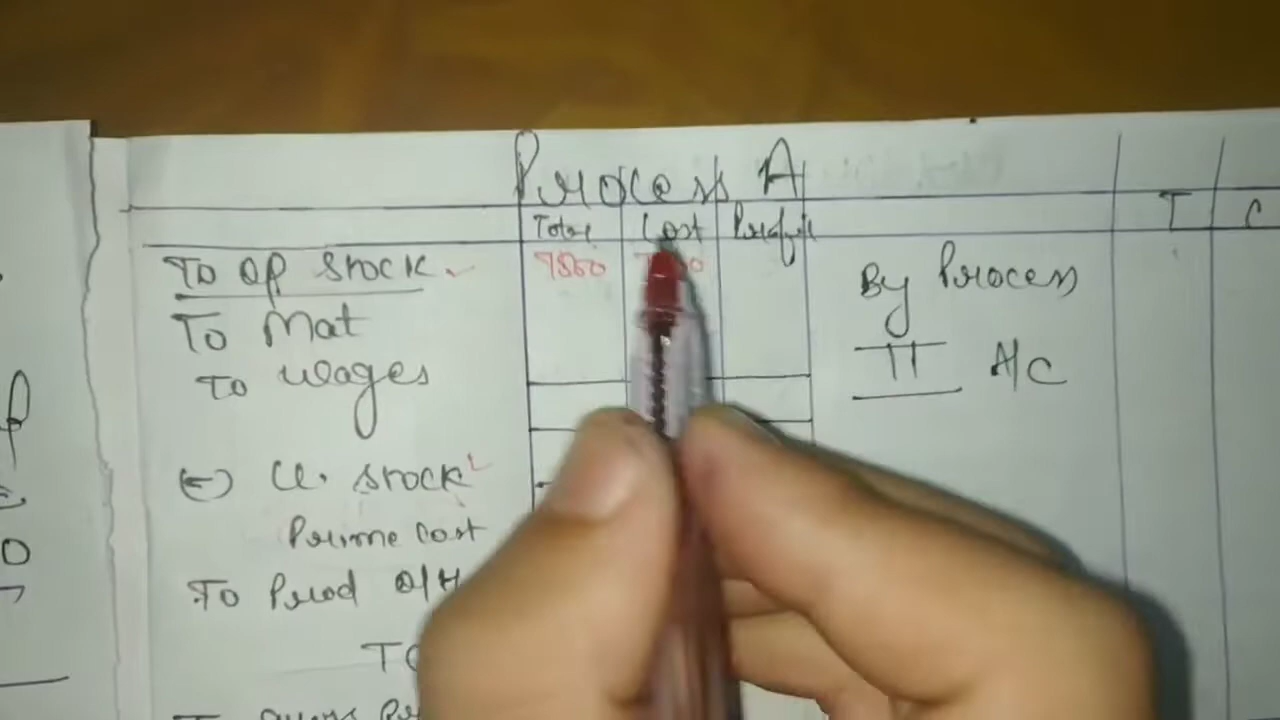 Process A
Total Cost Profit T C
To op stock 7500
By Process
To Mat
II A/C
To wages
(-) Cl. stock
Prime Cost
To Prod O/H